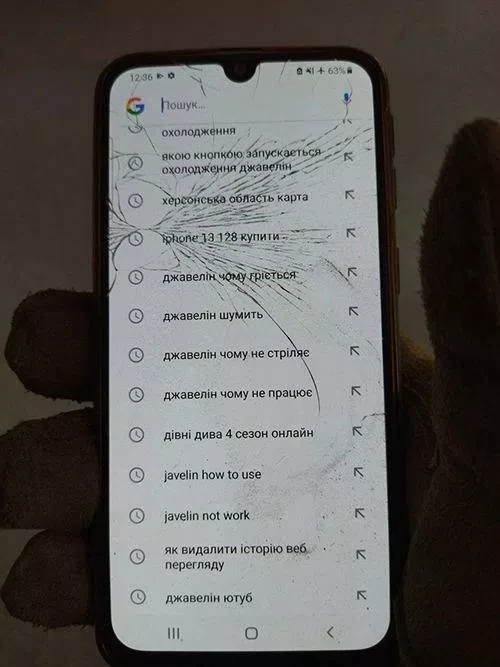 12:36
63%
Пошук...
охолодження
вкою кнопкою запускається
охолодження джавелін
херсонська область карта
iphone 13 128 купити
джавелін чому гріється
джавелін шумить
джавелін чому не стріляє
джавелін чому не працює
дівні дива 4 сезон онлайн
javelin how to use
javelin not work
як видалити історію веб
перегляду
джавелін ютуб